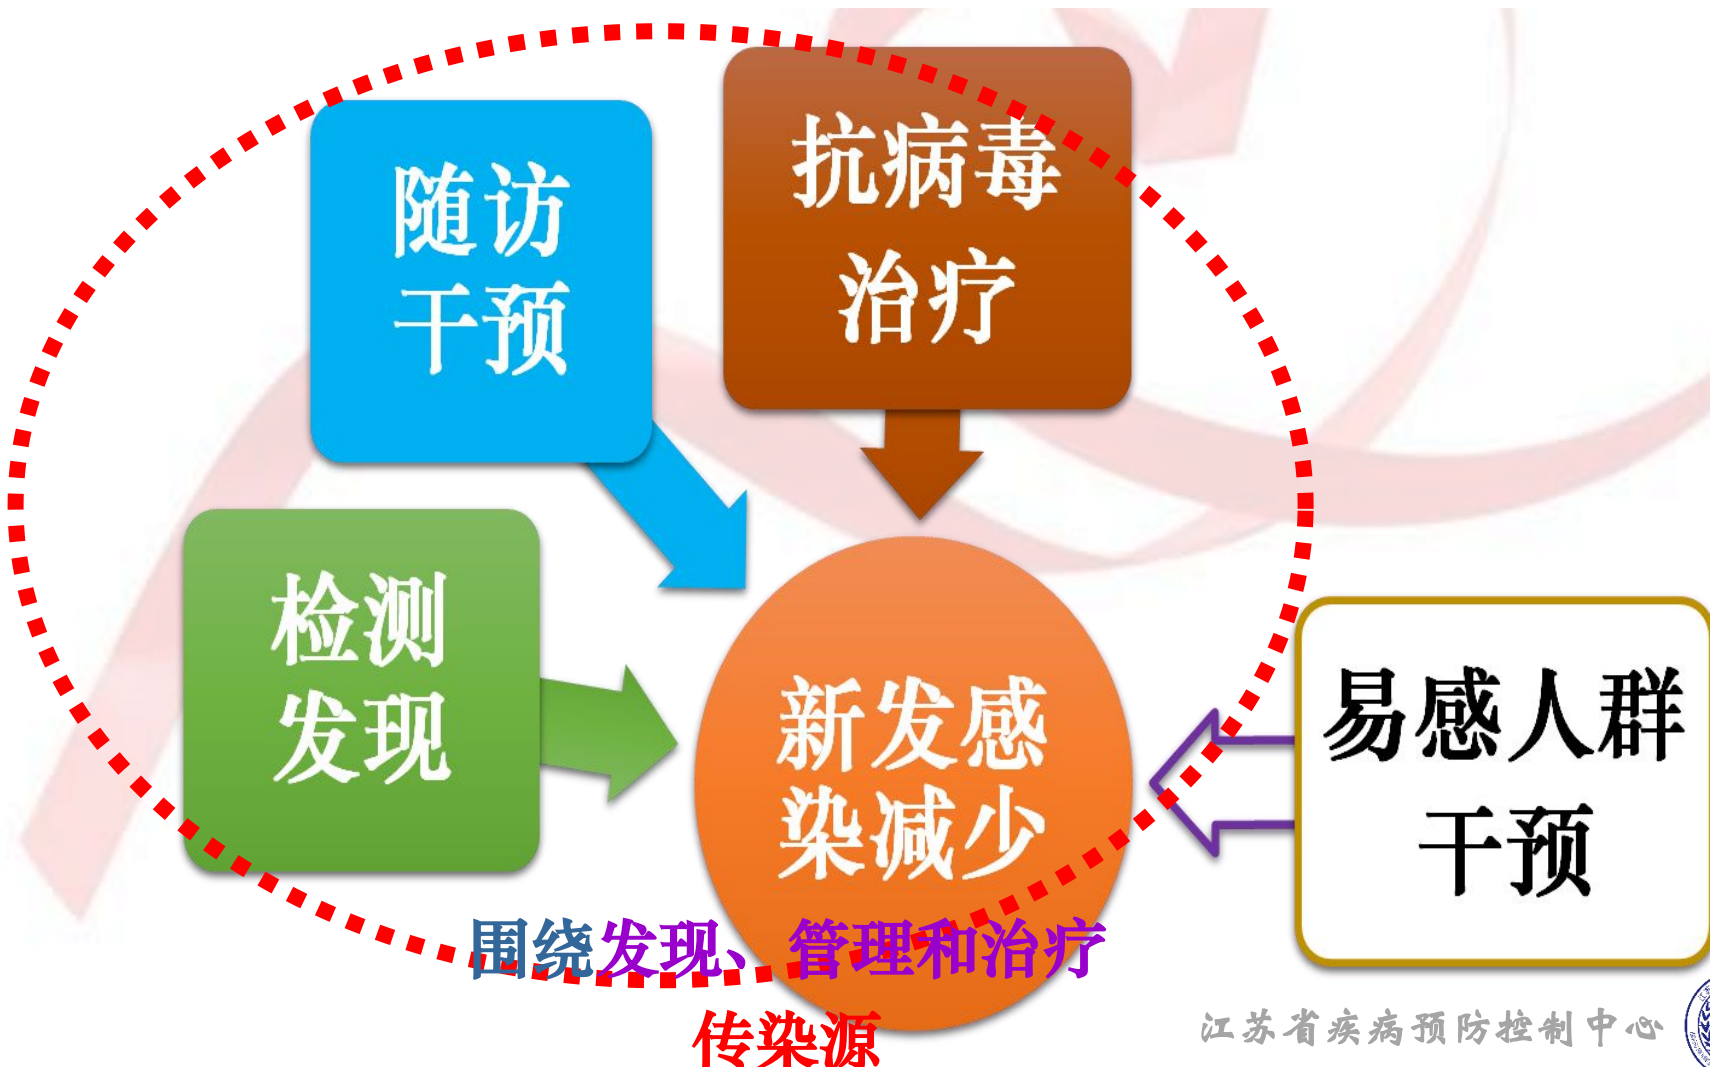 抗病毒
治疗
随访
干预
检测
发现
新发感
染减少
易感人群
干预
围绕发现、管理和治疗
传染源
江苏省疾病预防控制中心